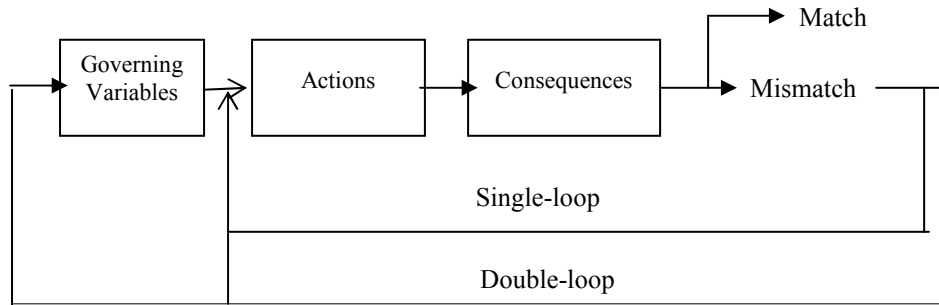 Match
Governing
Variables
Actions
Consequences
Mismatch
Single-loop
Double-loop